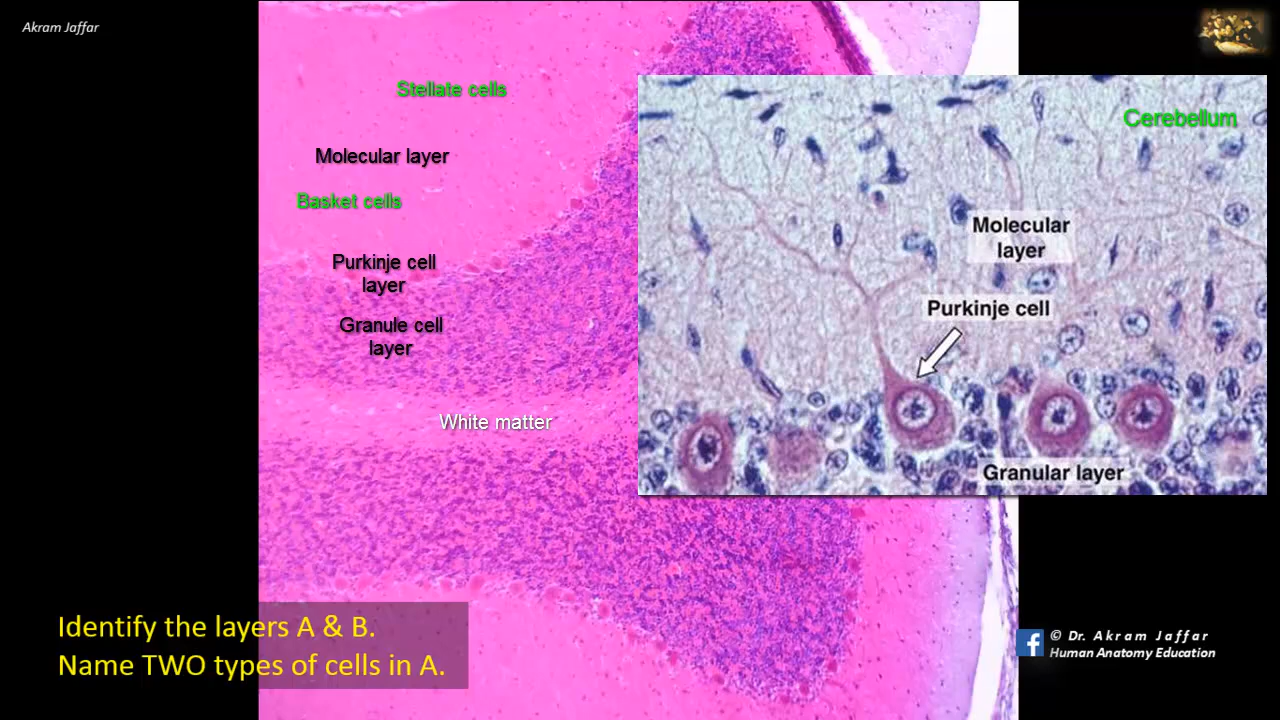 Akram Jaffar
Stellate cells
Molecular layer
Basket cells
Purkinje cell
layer
Granule cell
layer
White matter
Cerebellum
Molecular
layer
Purkinje cell
Granular layer
Identify the layers A & B.
Name TWO types of cells in A.
f
© Dr. Akram Jaffar
Human Anatomy Education